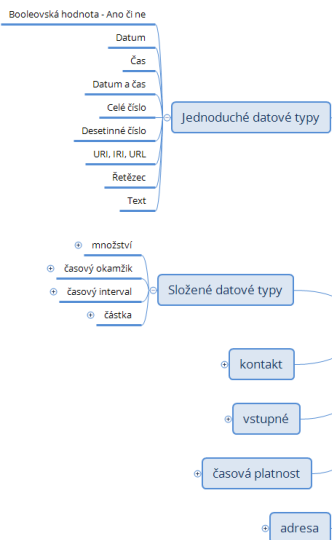 Booleovská hodnota - Ano či ne
Datum
Čas
Datum a čas
Celé číslo
Desetinné číslo
URI, IRI, URL
Řetězec
Text
Jednoduché datové typy
množství
časový okamžik
časový interval
částka
Složené datové typy
kontakt
vstupné
časová platnost
adresa